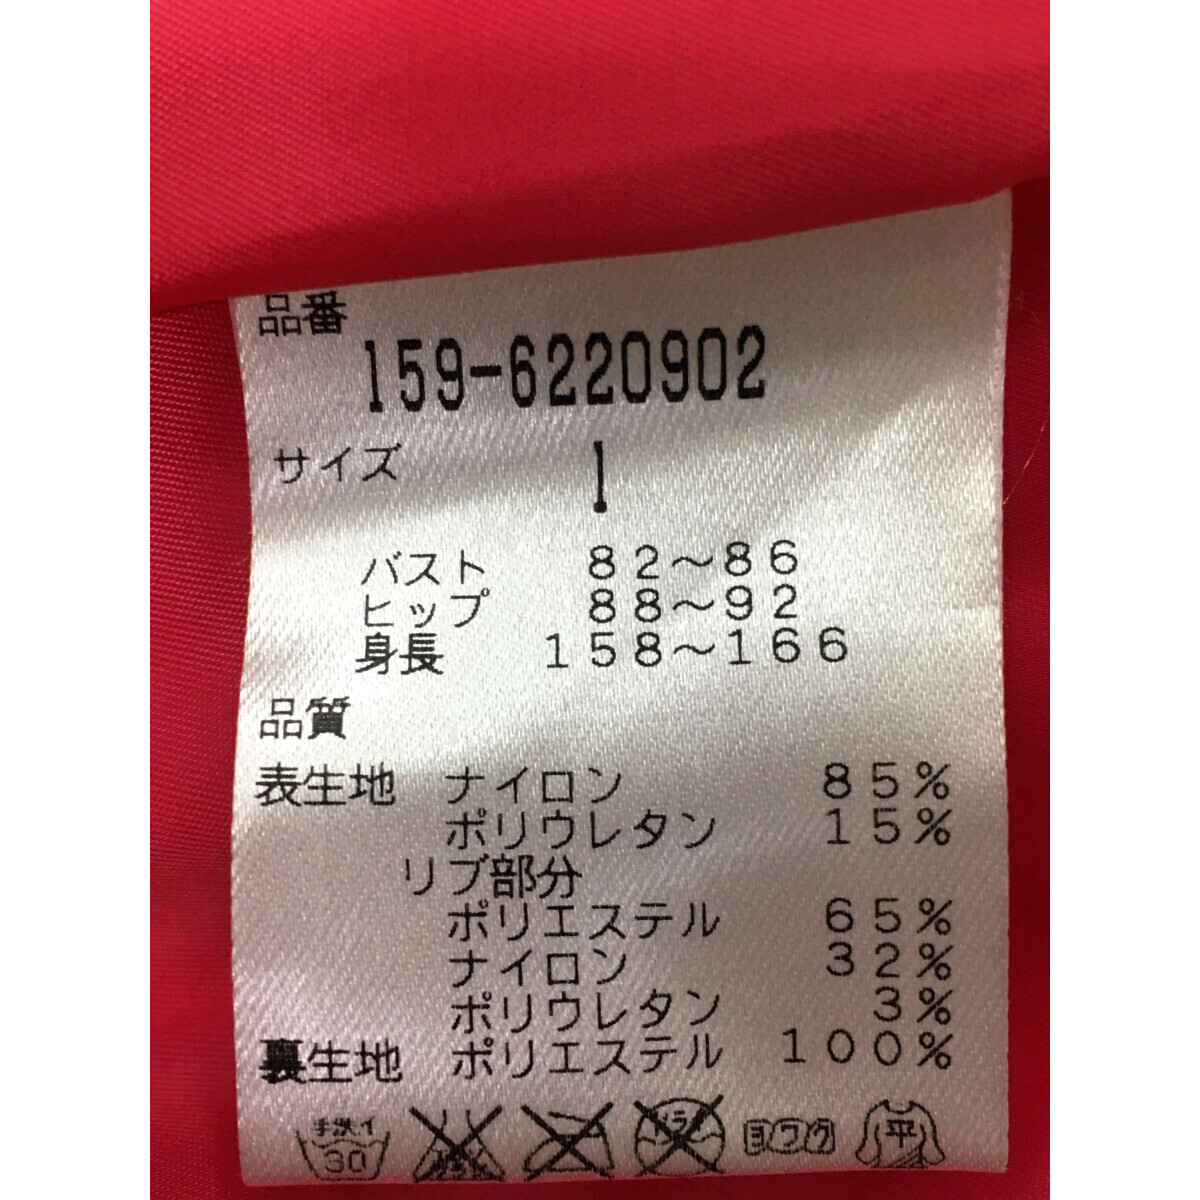 品番
159-6220902
サイズ 1
バスト 82～86
ヒップ 88～92
身長 158～166
品質
表生地 ナイロン 85%
ポリウレタン 15%
リブ部分
ポリエステル 65%
ナイロン 32%
ポリウレタン 3%
裏生地 ポリエステル 100%
手洗イ 30 ドライ ヨワク 平